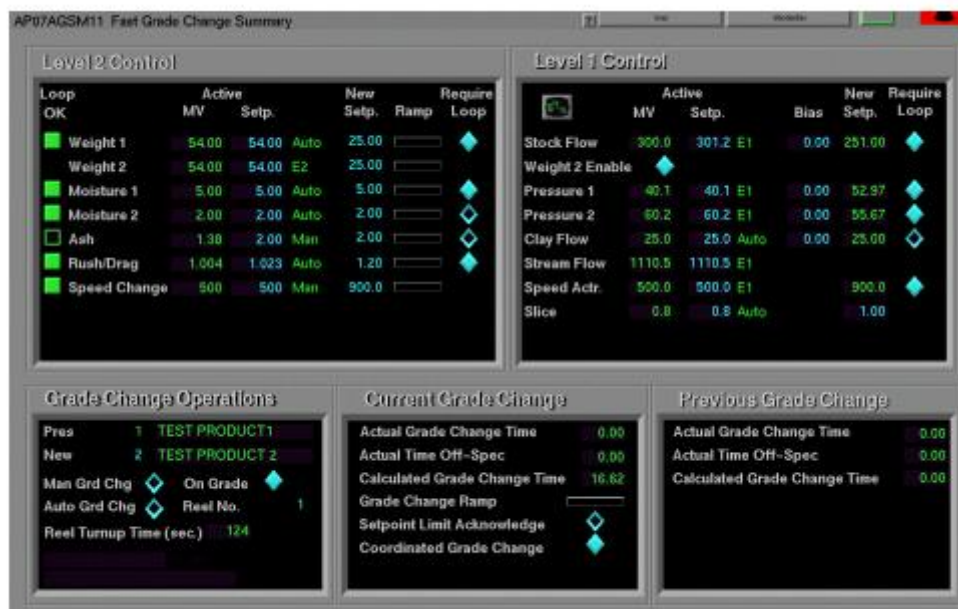 AP07AGSM11 Fast Grade Change Summary
Level 2 Control
Loop Active New Require
OK MV Setp. Setp. Ramp Loop
Weight 1 54.00 54.00 Auto 25.00
Weight 2 54.00 54.00 E2 25.00
Moisture 1 5.00 5.00 Auto 5.00
Moisture 2 2.00 2.00 Auto 2.00
Ash 1.38 2.00 Man 2.00
Rush/Drag 1.004 1.023 Auto 1.20
Speed Change 500 500 Man 900.0
Level 1 Control
Active New Require
MV Setp. Bias Setp. Loop
Stock Flow 300.0 301.2 E1 0.00 251.00
Weight 2 Enable
Pressure 1 40.1 40.1 E1 0.00 52.97
Pressure 2 60.2 60.2 E1 0.00 55.67
Clay Flow 25.0 25.0 Auto 0.00 25.00
Stream Flow 1110.5 1110.5 E1
Speed Actr. 500.0 500.0 E1 900.0
Slice 0.8 0.8 Auto 1.00
Grade Change Operations
Pres 1 TEST PRODUCT1
New 2 TEST PRODUCT 2
Man Grd Chg On Grade
Auto Grd Chg Reel No. 1
Reel Turnup Time (sec.) 124
Current Grade Change
Actual Grade Change Time 0.00
Actual Time Off-Spec 0.00
Calculated Grade Change Time 16.62
Grade Change Ramp
Setpoint Limit Acknowledge
Coordinated Grade Change
Previous Grade Change
Actual Grade Change Time 0.00
Actual Time Off-Spec 0.00
Calculated Grade Change Time 0.00